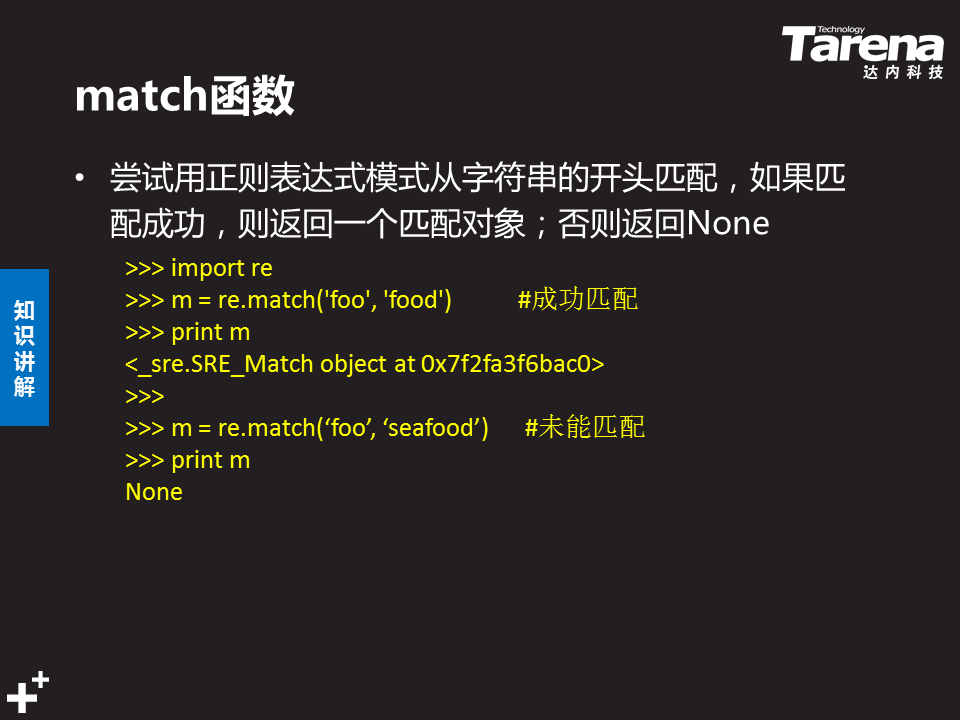 Technology
Tarena
达内科技
match函数
• 尝试用正则表达式模式从字符串的开头匹配，如果匹
配成功，则返回一个匹配对象；否则返回None
>>> import re
>>> m = re.match('foo', 'food') #成功匹配
>>> print m
<_sre.SRE_Match object at 0x7f2fa3f6bac0>
>>>
>>> m = re.match(‘foo’, ‘seafood’) #未能匹配
>>> print m
None
知
识
讲
解